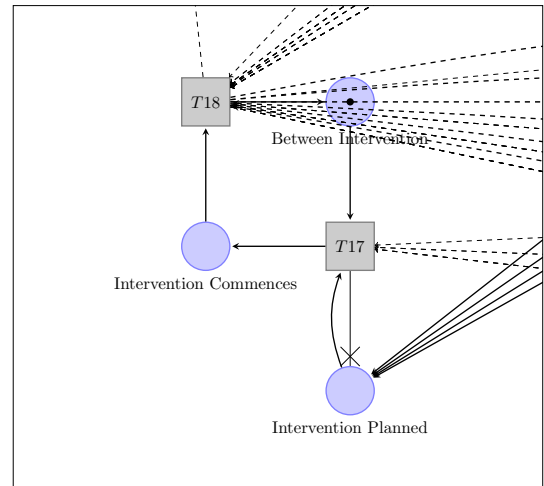 T18
Between Intervention
T17
Intervention Commences
Intervention Planned